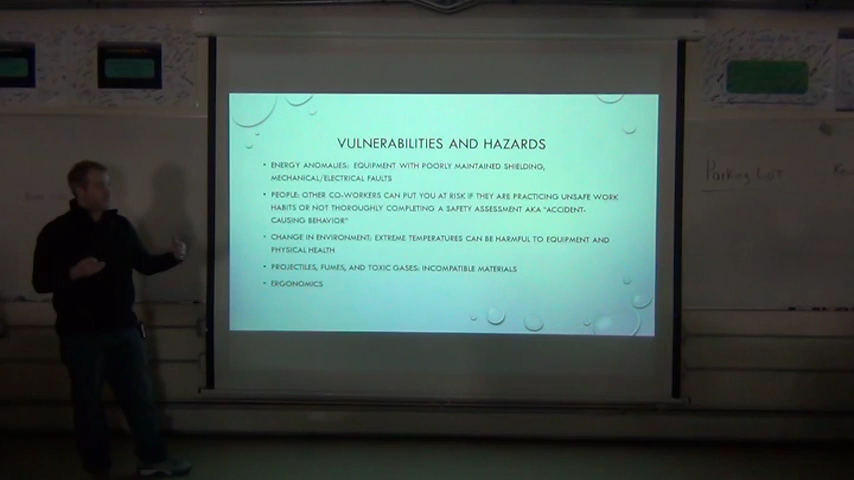 VULNERABILITIES AND HAZARDS
• ENERGY ANOMALIES: EQUIPMENT WITH POORLY MAINTAINED SHIELDING,
MECHANICAL/ELECTRICAL FAULTS
• PEOPLE: OTHER CO-WORKERS CAN PUT YOU AT RISK IF THEY ARE PRACTICING UNSAFE WORK
HABITS OR NOT THOROUGHLY COMPLETING A SAFETY ASSESSMENT AKA "ACCIDENT-
CAUSING BEHAVIOR"
• CHANGE IN ENVIRONMENT: EXTREME TEMPERATURES CAN BE HARMFUL TO EQUIPMENT AND
PHYSICAL HEALTH
• PROJECTILES, FUMES, AND TOXIC GASES: INCOMPATIBLE MATERIALS
• ERGONOMICS
Parking Lot